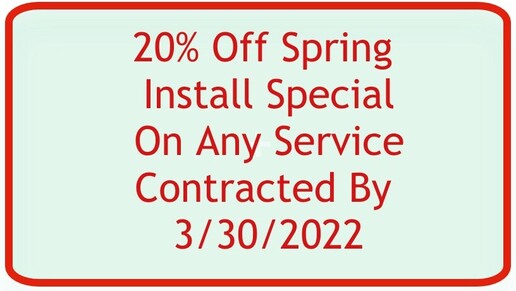 20% Off Spring
Install Special
On Any Service
Contracted By
3/30/2022